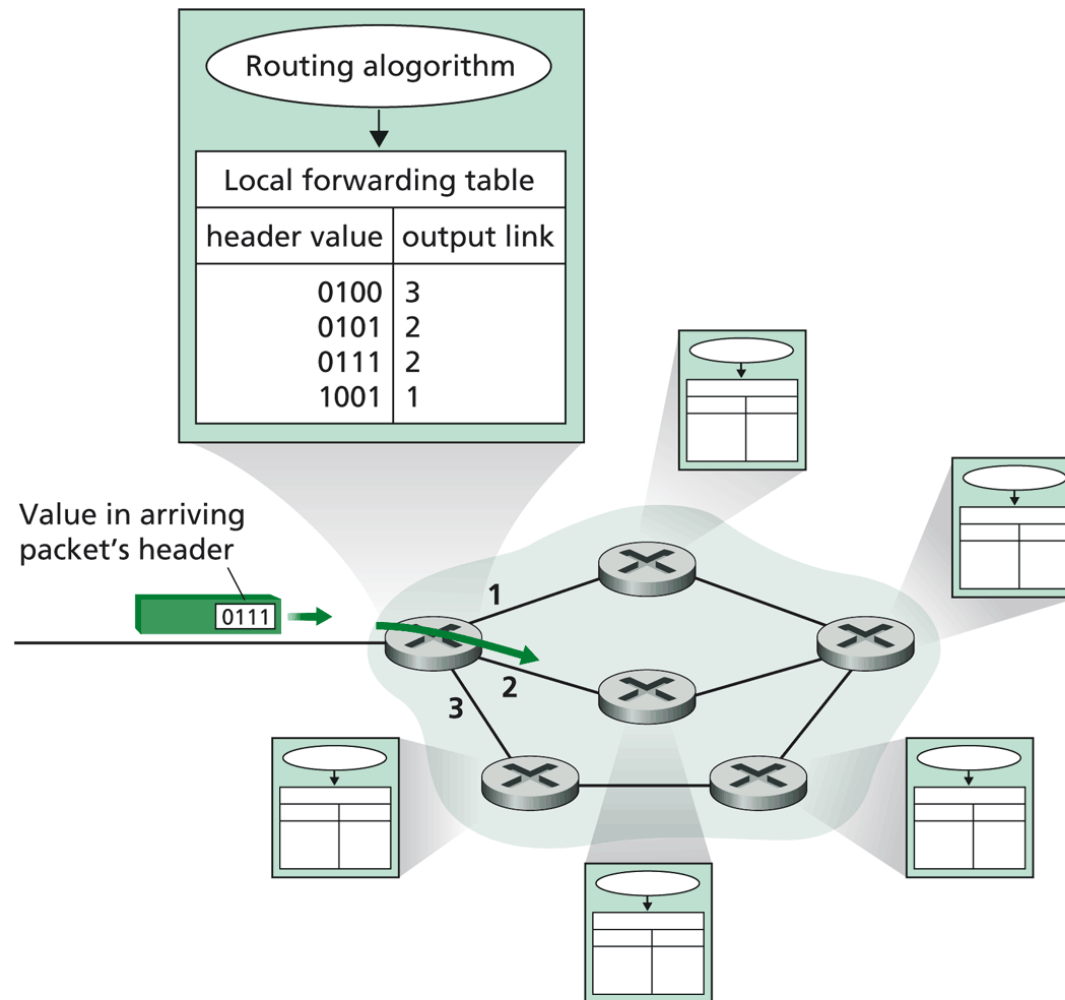 Routing alogorithm
Local forwarding table
header value output link
0100 3
0101 2
0111 2
1001 1
Value in arriving
packet’s header
0111
1
2
3